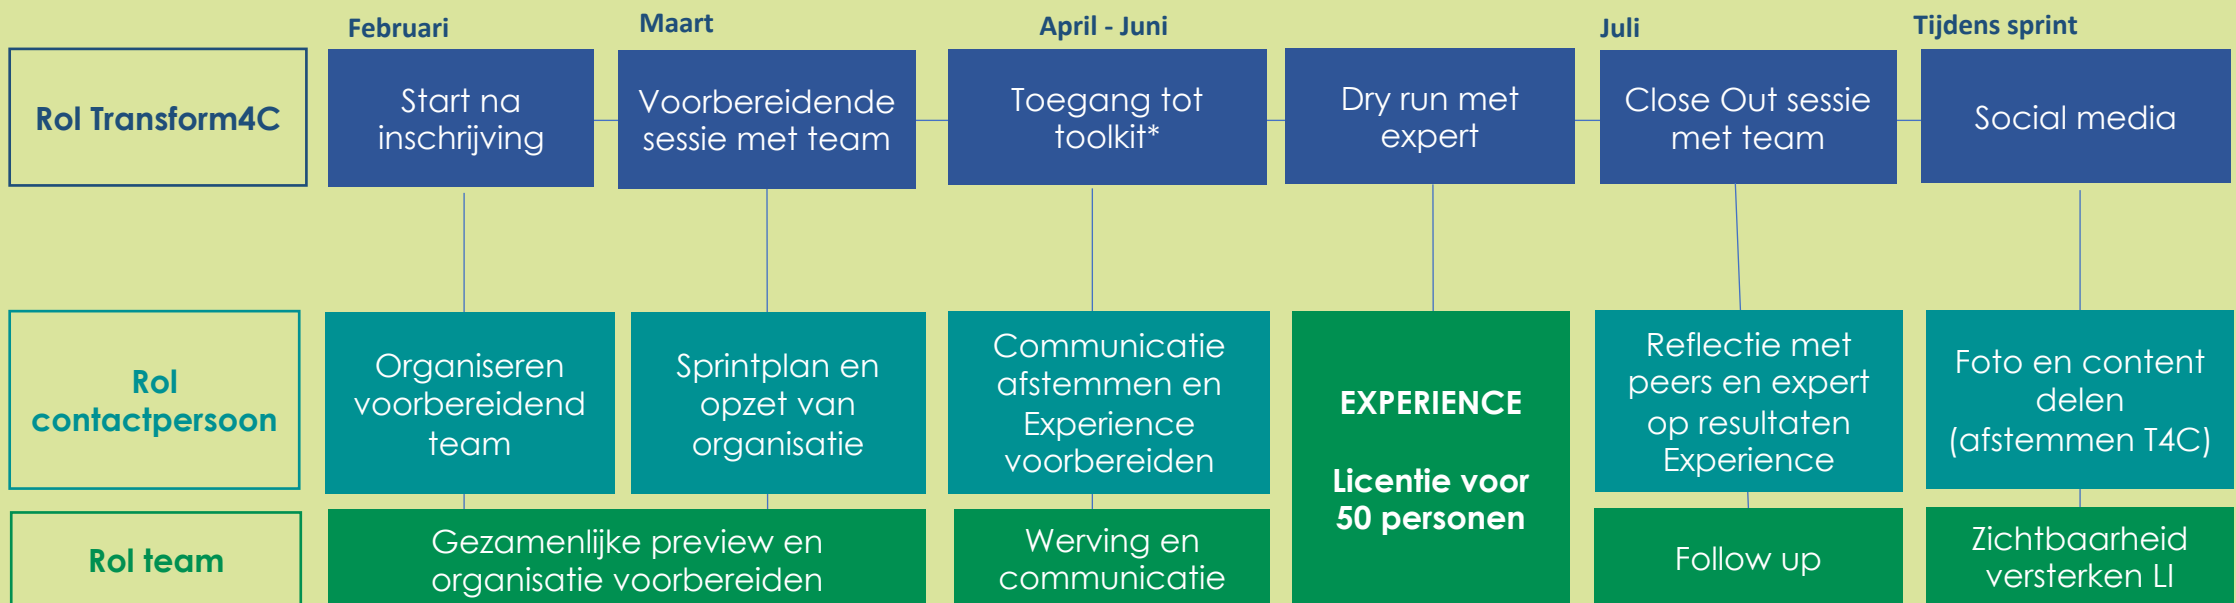 Februari
Maart
April - Juni
Juli
Tijdens sprint
Rol Transform4C
Start na
inschrijving
Voorbereidende
sessie met team
Toegang tot
toolkit*
Dry run met
expert
Close Out sessie
met team
Social media
Rol
contactpersoon
Organiseren
voorbereidend
team
Sprintplan en
opzet van
organisatie
Communicatie
afstemmen en
Experience
voorbereiden
EXPERIENCE
Licentie voor
50 personen
Reflectie met
peers en expert
op resultaten
Experience
Foto en content
delen
(afstemmen T4C)
Rol team
Gezamenlijke preview en
organisatie voorbereiden
Werving en
communicatie
Follow up
Zichtbaarheid
versterken LI